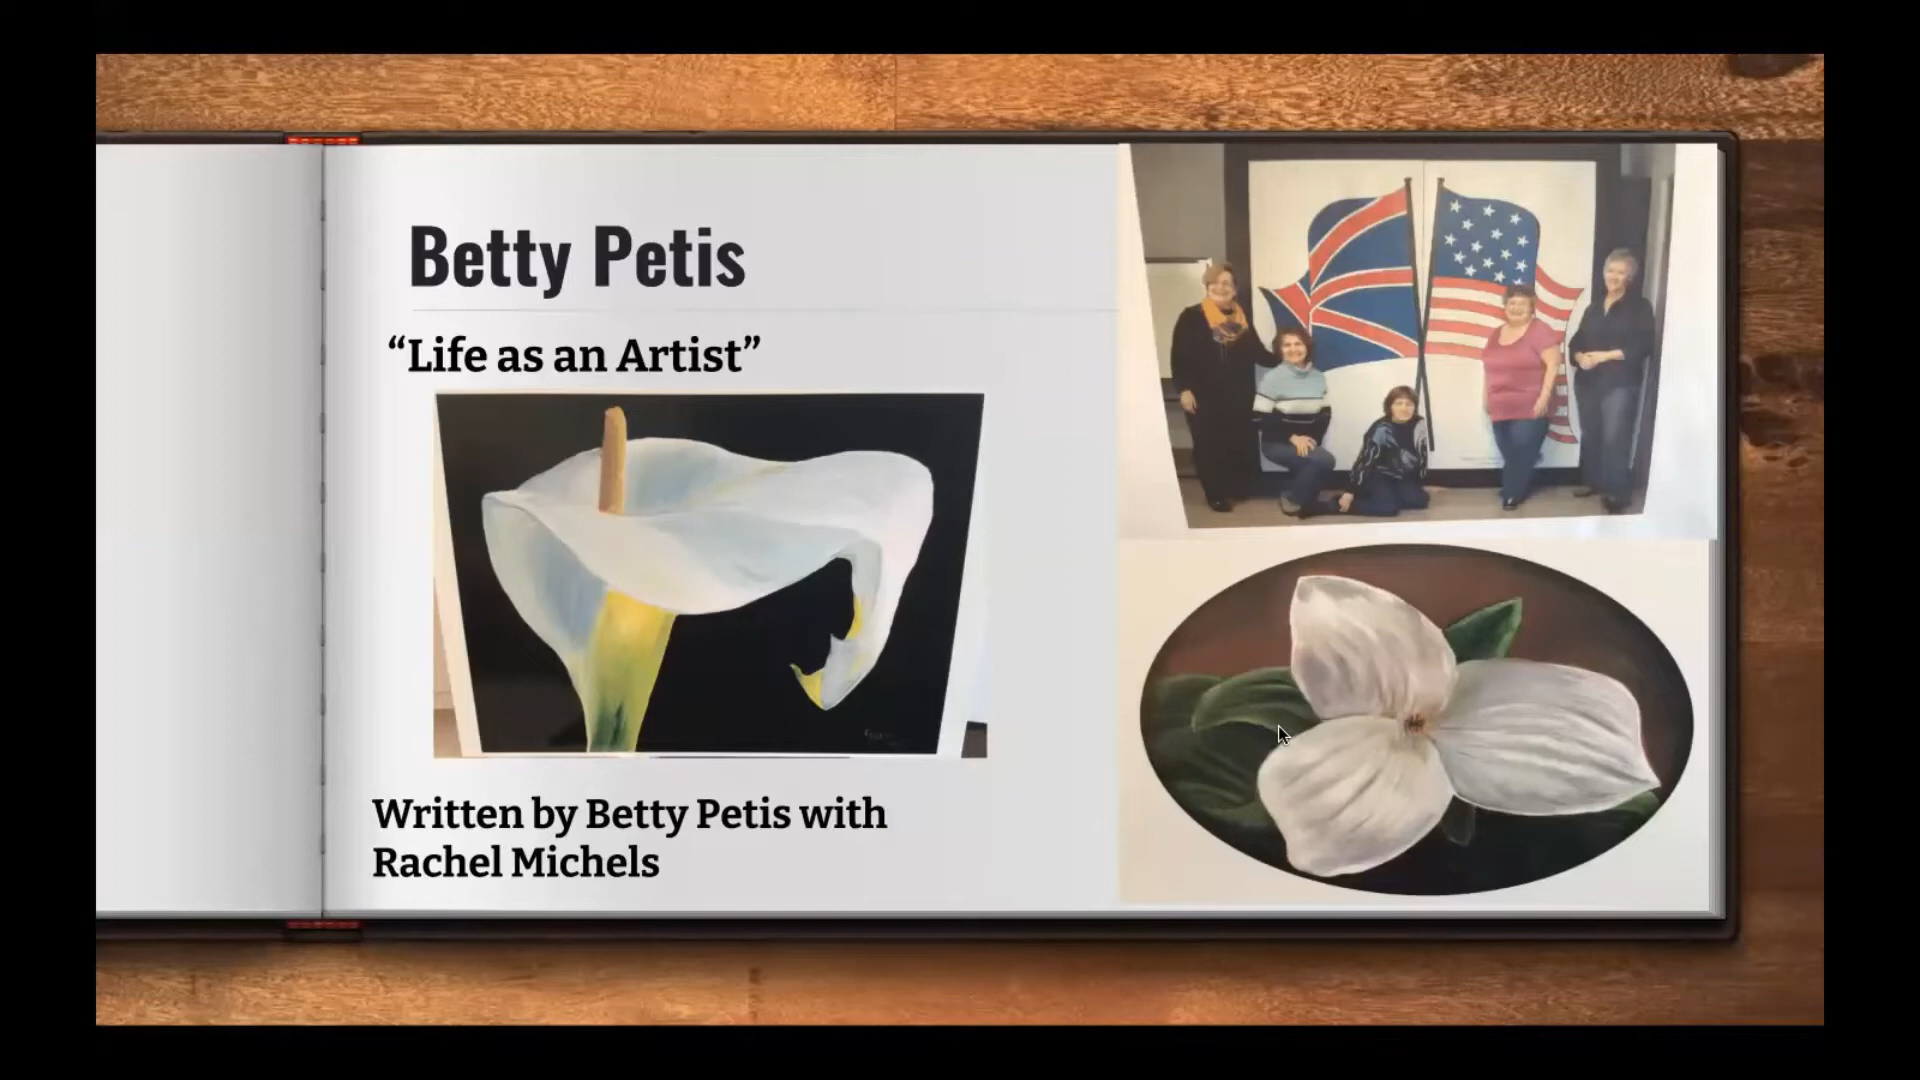 Betty Petis
“Life as an Artist”
Written by Betty Petis with
Rachel Michels